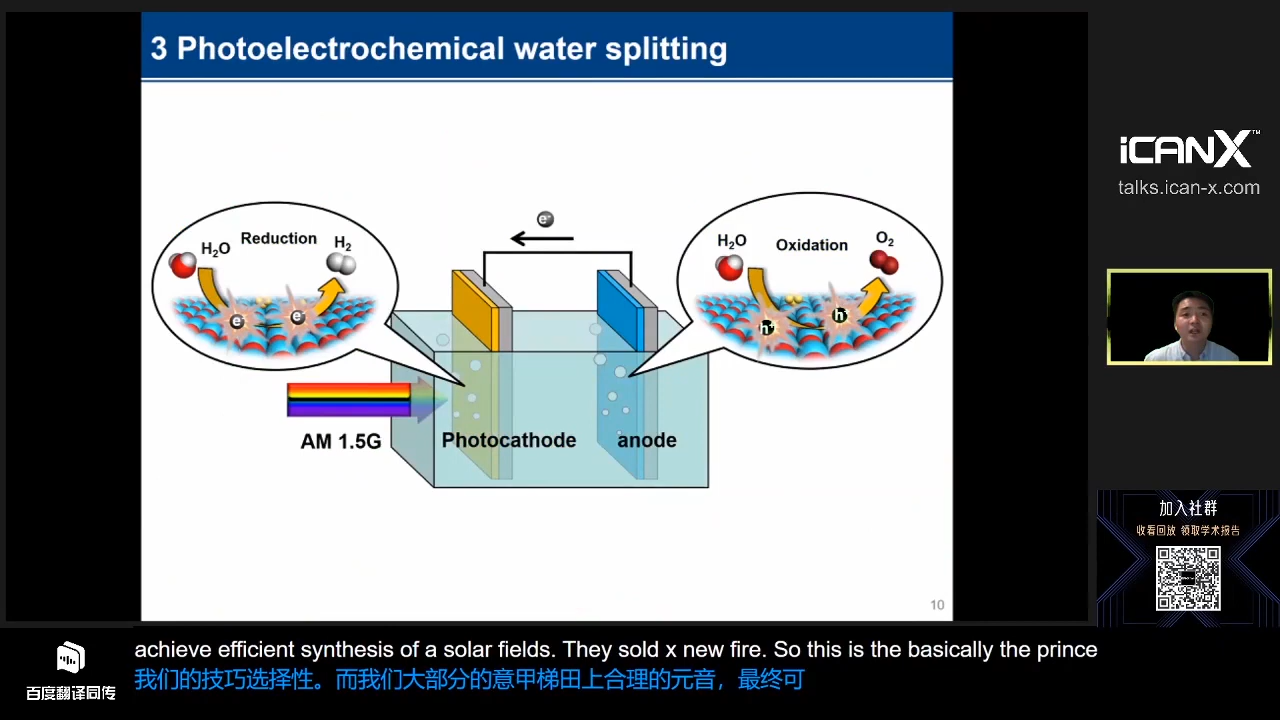 3 Photoelectrochemical water splitting
iCANX™
talks.ican-x.com
e-
H₂O
Reduction
H₂
H₂O
Oxidation
O₂
e-
e-
h+
h+
AM 1.5G
Photocathode
anode
加入社群
收看回放 领取学术报告
10
achieve efficient synthesis of a solar fields. They sold x new fire. So this is the basically the prince
我们的技巧选择性。而我们大部分的意甲梯田上合理的元音，最终可
百度翻译同传